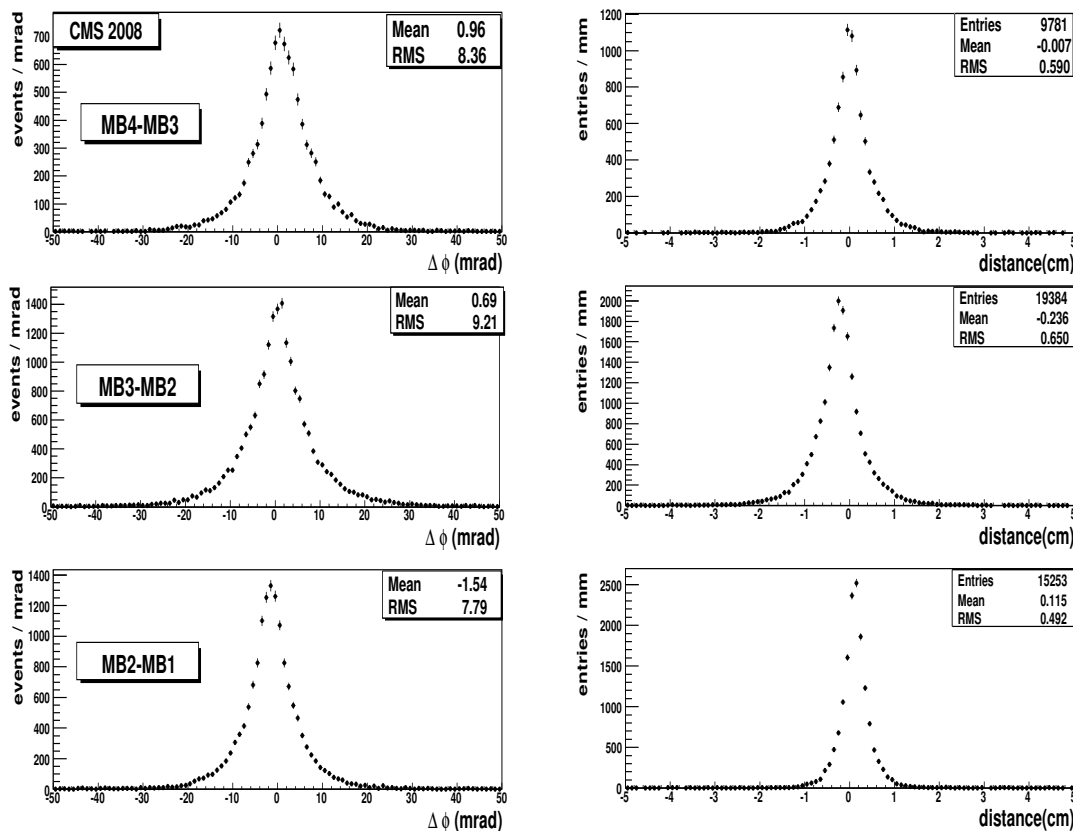 CMS 2008
Mean 0.96
RMS 8.36
MB4-MB3
events / mrad
700
600
500
400
300
200
100
0
-50 -40 -30 -20 -10 0 10 20 30 40 50
Δ ϕ (mrad)
Entries 9781
Mean -0.007
RMS 0.590
entries / mm
1200
1000
800
600
400
200
0
-5 -4 -3 -2 -1 0 1 2 3 4 5
distance(cm)
Mean 0.69
RMS 9.21
MB3-MB2
events / mrad
1400
1200
1000
800
600
400
200
0
-50 -40 -30 -20 -10 0 10 20 30 40 50
Δ ϕ (mrad)
Entries 19384
Mean -0.236
RMS 0.650
entries / mm
2000
1800
1600
1400
1200
1000
800
600
400
200
0
-5 -4 -3 -2 -1 0 1 2 3 4 5
distance(cm)
Mean -1.54
RMS 7.79
MB2-MB1
events / mrad
1400
1200
1000
800
600
400
200
0
-50 -40 -30 -20 -10 0 10 20 30 40 50
Δ ϕ (mrad)
Entries 15253
Mean 0.115
RMS 0.492
entries / mm
2500
2000
1500
1000
500
0
-5 -4 -3 -2 -1 0 1 2 3 4 5
distance(cm)